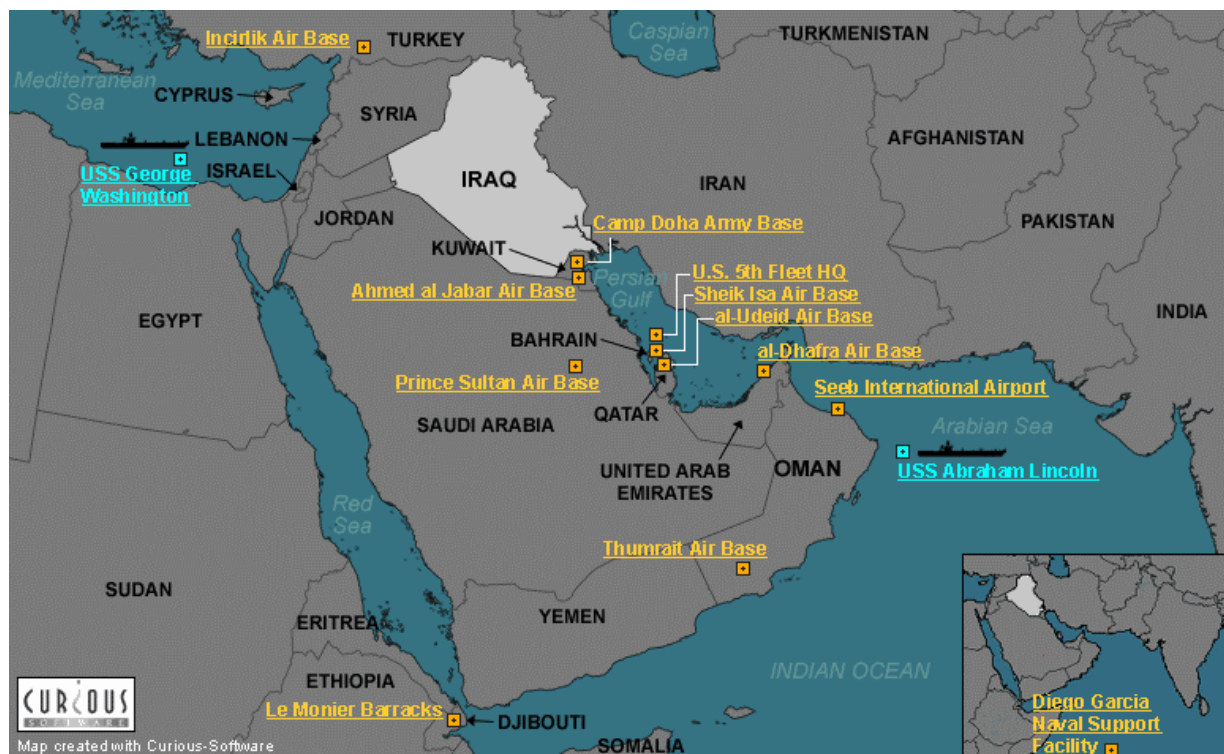 Incirlik Air Base
TURKEY
Caspian
Sea
TURKMENISTAN
Mediterranean
Sea
CYPRUS
SYRIA
LEBANON
AFGHANISTAN
USS George
Washington
ISRAEL
IRAQ
IRAN
JORDAN
PAKISTAN
Camp Doha Army Base
KUWAIT
Ahmed al Jabar Air Base
Persian
Gulf
U.S. 5th Fleet HQ
Sheik Isa Air Base
al-Udeid Air Base
INDIA
EGYPT
BAHRAIN
al-Dhafra Air Base
Prince Sultan Air Base
Seeb International Airport
QATAR
SAUDI ARABIA
Arabian Sea
UNITED ARAB
EMIRATES
OMAN
USS Abraham Lincoln
Red
Sea
Thumrait Air Base
SUDAN
YEMEN
ERITREA
INDIAN OCEAN
ETHIOPIA
Le Monier Barracks
DJIBOUTI
SOMALIA
Diego Garcia
Naval Support
Facility
CURIOUS
SOFTWARE
Map created with Curious-Software